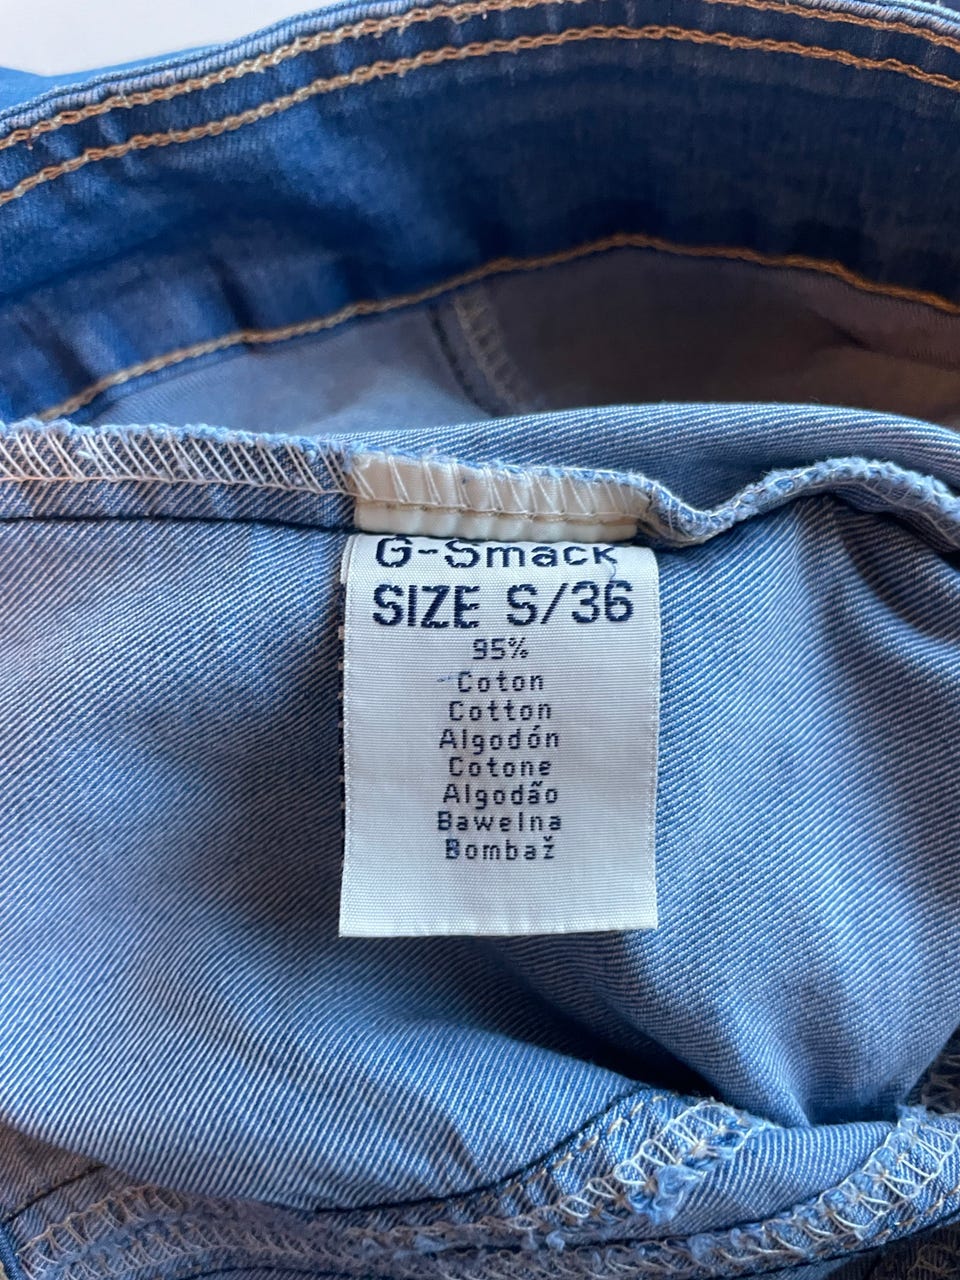 G-Smack
SIZE S/36
95%
Coton
Cotton
Algodón
Cotone
Algodão
Bawelna
Bombaž